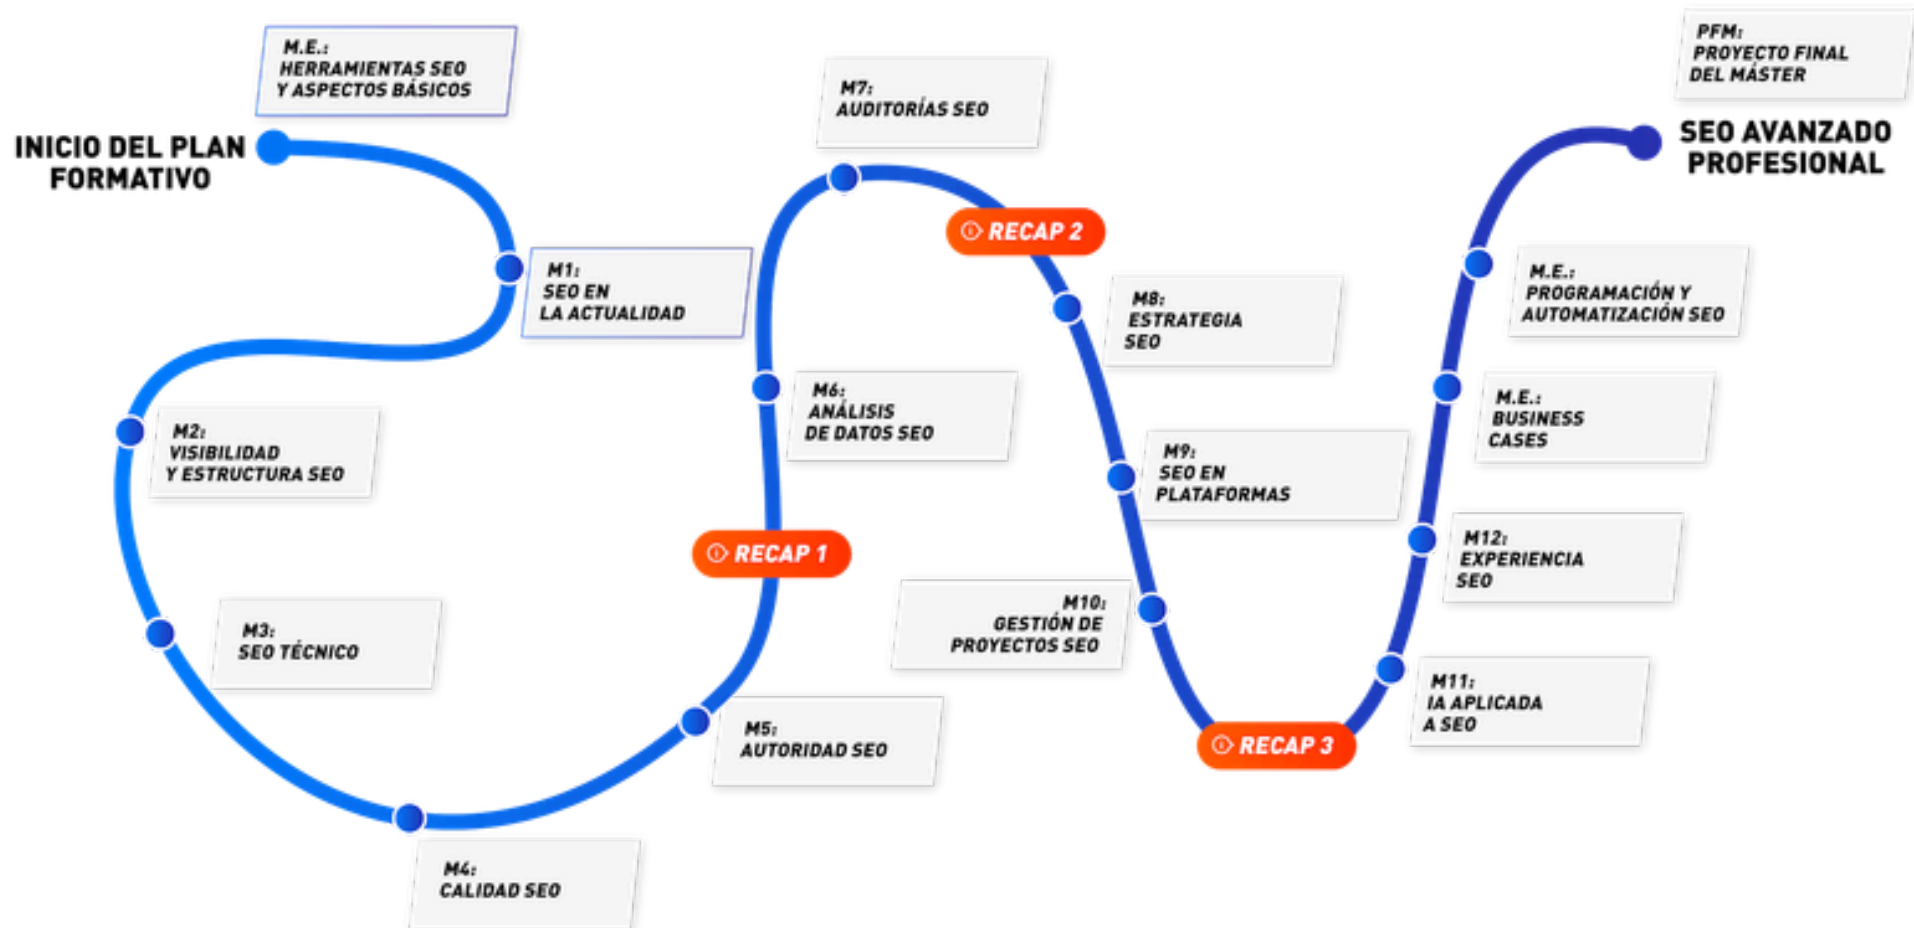 M.E.:
HERRAMIENTAS SEO
Y ASPECTOS BÁSICOS
INICIO DEL PLAN
FORMATIVO
M1:
SEO EN
LA ACTUALIDAD
M2:
VISIBILIDAD
Y ESTRUCTURA SEO
M3:
SEO TÉCNICO
M4:
CALIDAD SEO
M5:
AUTORIDAD SEO
RECAP 1
M6:
ANÁLISIS
DE DATOS SEO
M7:
AUDITORÍAS SEO
RECAP 2
M8:
ESTRATEGIA
SEO
M9:
SEO EN
PLATAFORMAS
M10:
GESTIÓN DE
PROYECTOS SEO
RECAP 3
M11:
IA APLICADA
A SEO
M12:
EXPERIENCIA
SEO
M.E.:
BUSINESS
CASES
M.E.:
PROGRAMACIÓN Y
AUTOMATIZACIÓN SEO
PFM:
PROYECTO FINAL
DEL MÁSTER
SEO AVANZADO
PROFESIONAL